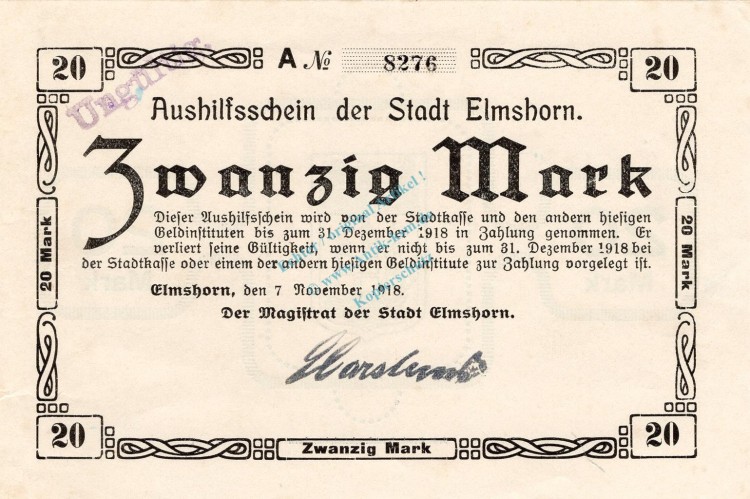 20
A № 8276
20
Ungültig.
Aushilfsschein der Stadt Elmshorn.
Zwanzig Mark
Dieser Aushilfsschein wird von der Stadtkasse und den andern hiesigen
Geldinstituten bis zum 31. Dezember 1918 in Zahlung genommen. Er
verliert seine Gültigkeit, wenn er nicht bis zum 31. Dezember 1918 bei
der Stadtkasse oder einem der andern hiesigen Geldinstitute zur Zahlung vorgelegt ist.
Elmshorn, den 7 November 1918.
Der Magistrat der Stadt Elmshorn.
20 Mark
20 Mark
20
Zwanzig Mark
20